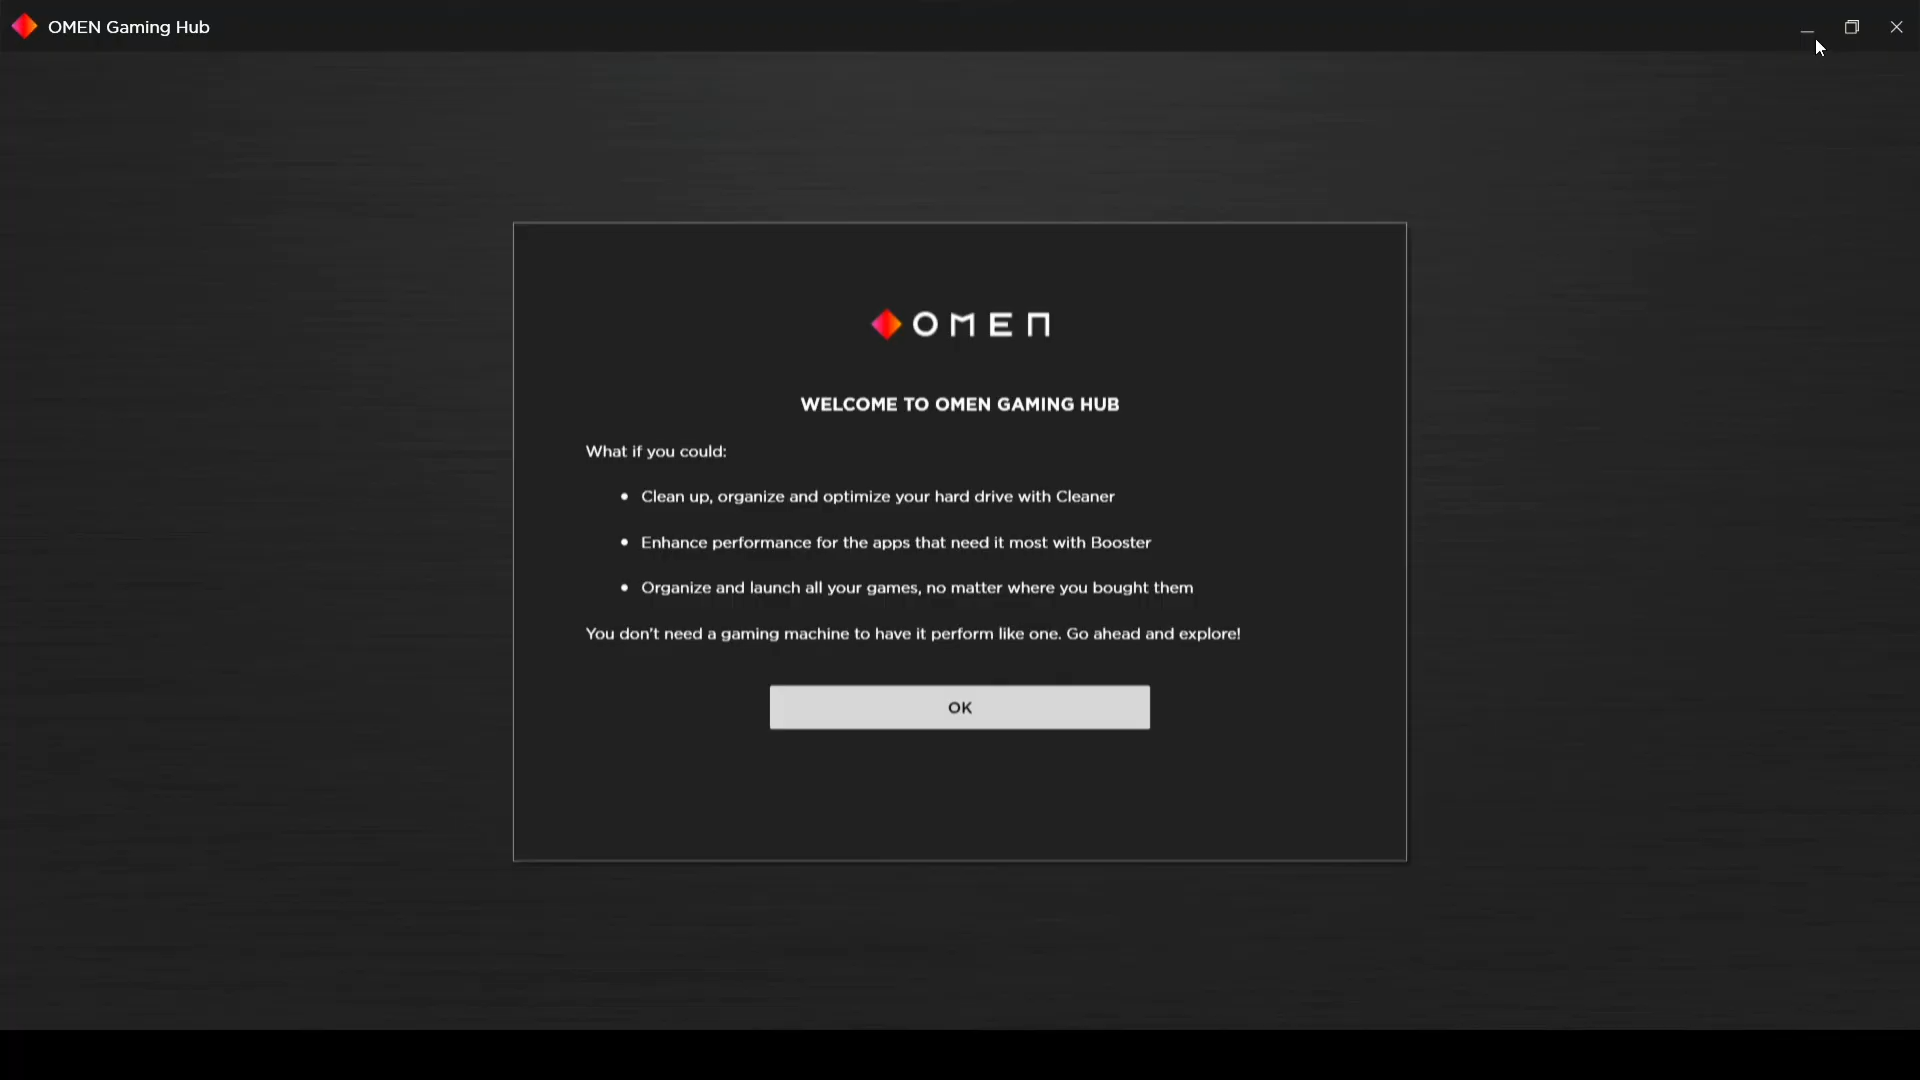 OMEN Gaming Hub
OMEN
WELCOME TO OMEN GAMING HUB
What if you could:
• Clean up, organize and optimize your hard drive with Cleaner
• Enhance performance for the apps that need it most with Booster
• Organize and launch all your games, no matter where you bought them
You don't need a gaming machine to have it perform like one. Go ahead and explore!
OK